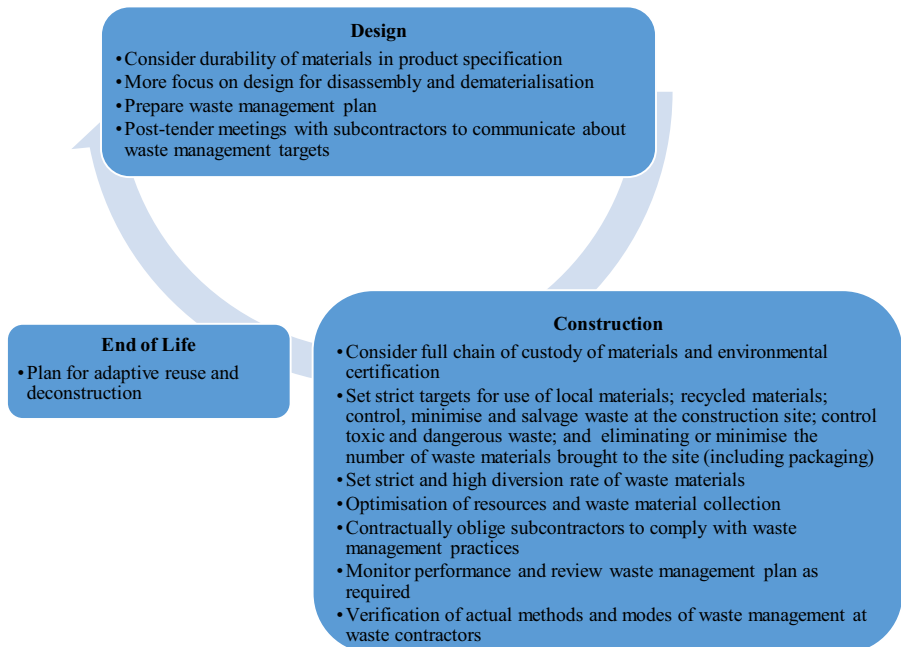 Design
•Consider durability of materials in product specification
•More focus on design for disassembly and dematerialisation
•Prepare waste management plan
•Post-tender meetings with subcontractors to communicate about
waste management targets
End of Life
•Plan for adaptive reuse and
deconstruction
Construction
•Consider full chain of custody of materials and environmental
certification
•Set strict targets for use of local materials; recycled materials;
control, minimise and salvage waste at the construction site; control
toxic and dangerous waste; and eliminating or minimise the
number of waste materials brought to the site (including packaging)
•Set strict and high diversion rate of waste materials
•Optimisation of resources and waste material collection
•Contractually oblige subcontractors to comply with waste
management practices
•Monitor performance and review waste management plan as
required
•Verification of actual methods and modes of waste management at
waste contractors